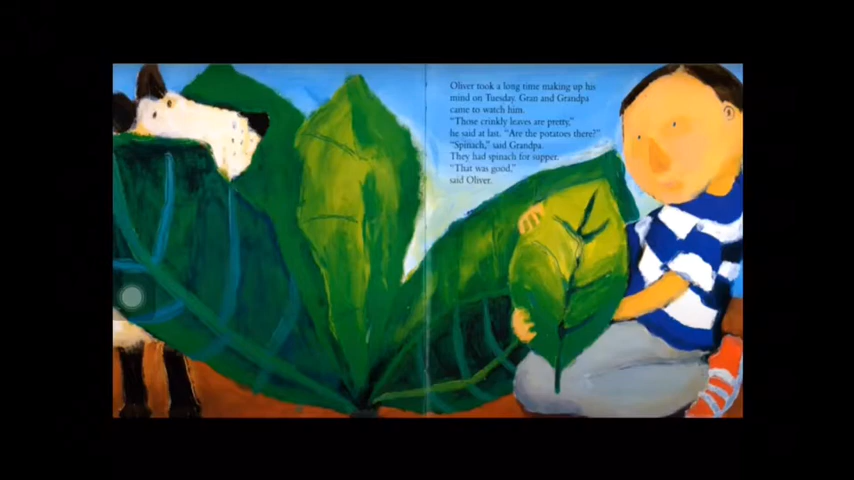 Oliver took a long time making up his
mind on Tuesday. Gran and Grandpa
came to watch him.
"Those crinkly leaves are pretty,"
he said at last. "Are the potatoes there?"
"Spinach," said Grandpa.
They had spinach for supper.
"That was good,"
said Oliver.